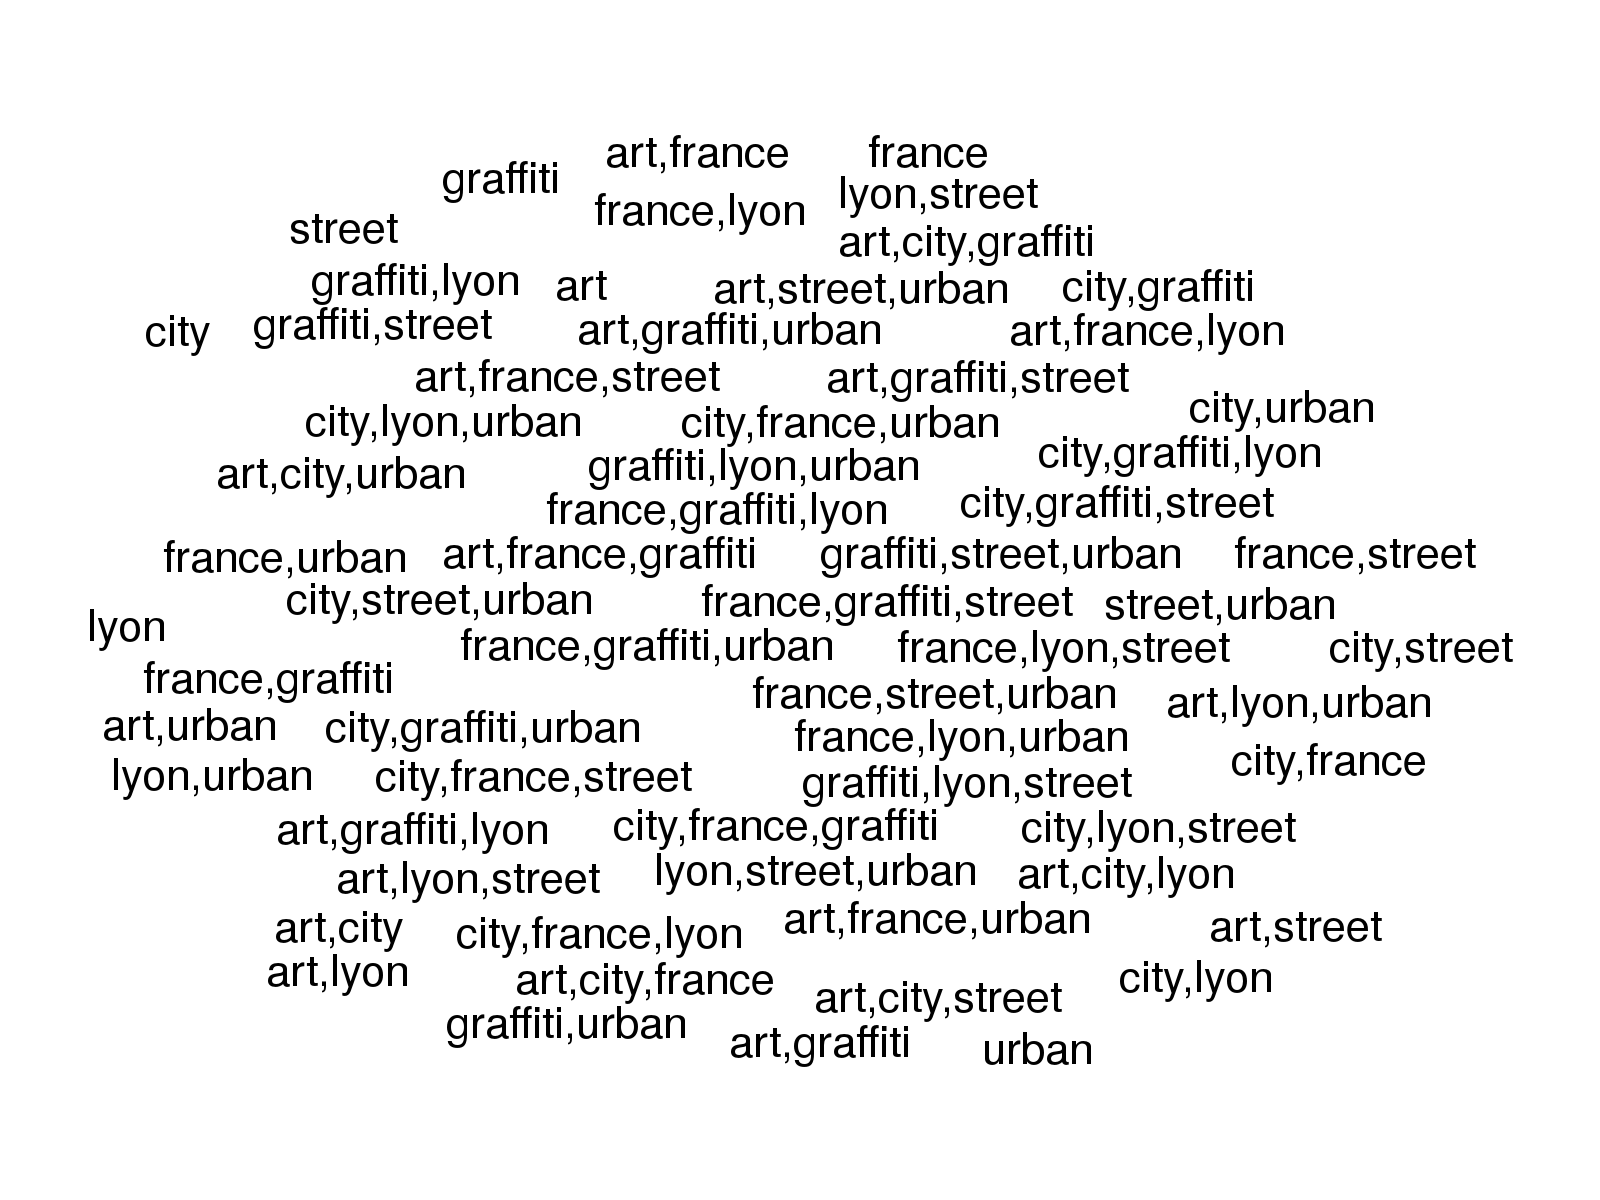 art,france
france
graffiti
lyon,street
france,lyon
street
art,city,graffiti
graffiti,lyon
art
art,street,urban
city,graffiti
city
graffiti,street
art,graffiti,urban
art,france,lyon
art,france,street
art,graffiti,street
city,urban
city,lyon,urban
city,france,urban
city,graffiti,lyon
art,city,urban
graffiti,lyon,urban
city,graffiti,street
france,graffiti,lyon
france,urban
art,france,graffiti
graffiti,street,urban
france,street
city,street,urban
france,graffiti,street
street,urban
lyon
france,graffiti,urban
france,lyon,street
city,street
france,graffiti
france,street,urban
art,lyon,urban
art,urban
city,graffiti,urban
france,lyon,urban
lyon,urban
city,france,street
graffiti,lyon,street
city,france
art,graffiti,lyon
city,france,graffiti
city,lyon,street
art,lyon,street
lyon,street,urban
art,city,lyon
art,city
city,france,lyon
art,france,urban
art,street
art,lyon
art,city,france
art,city,street
city,lyon
graffiti,urban
art,graffiti
urban